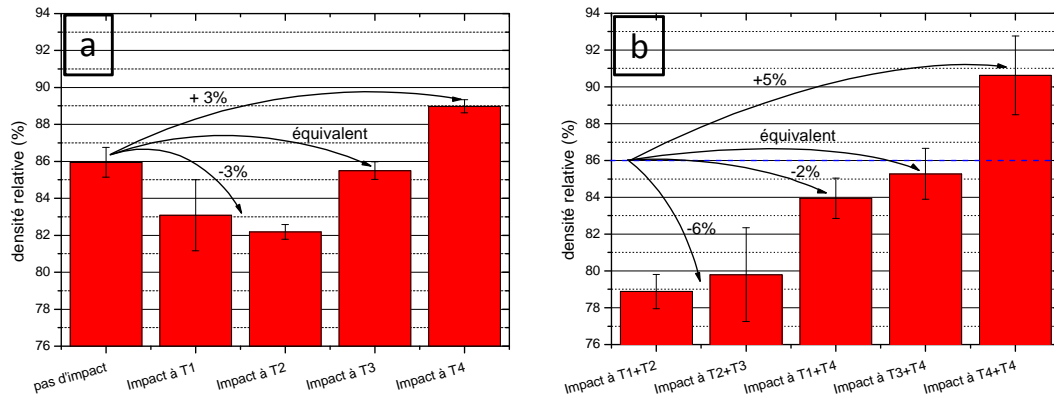 a
densité relative (%)
94
92
90
88
86
84
82
80
78
76
+ 3%
équivalent
-3%
pas d'impact
Impact à T1
Impact à T2
Impact à T3
Impact à T4
b
densité relative (%)
94
92
90
88
86
84
82
80
78
76
+5%
équivalent
-2%
-6%
Impact à T1+T2
Impact à T2+T3
Impact à T1+T4
Impact à T3+T4
Impact à T4+T4